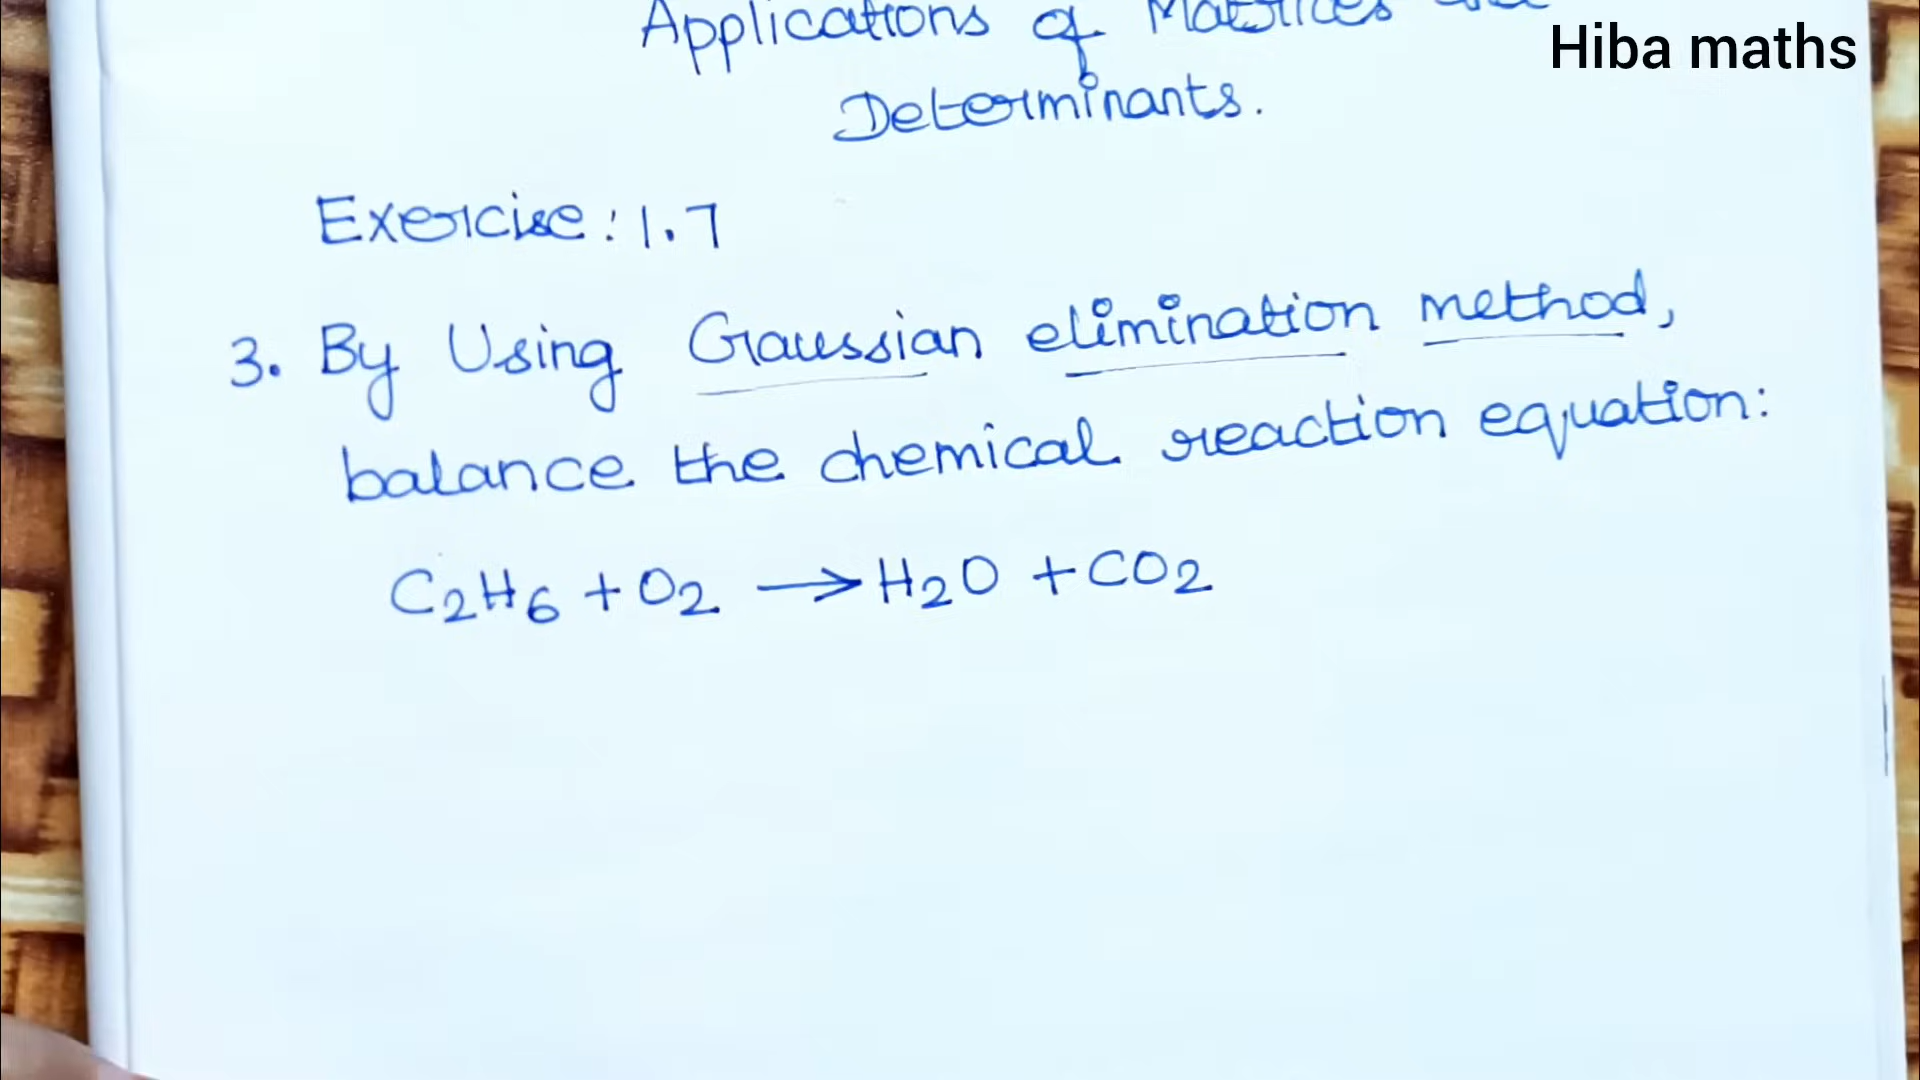 Applications of Matrices
Hiba maths
Determinants.
Exercise: 1.7
3. By Using Gaussian elimination method,
balance the chemical reaction equation:
C₂H₆ + O₂ → H₂O + CO₂